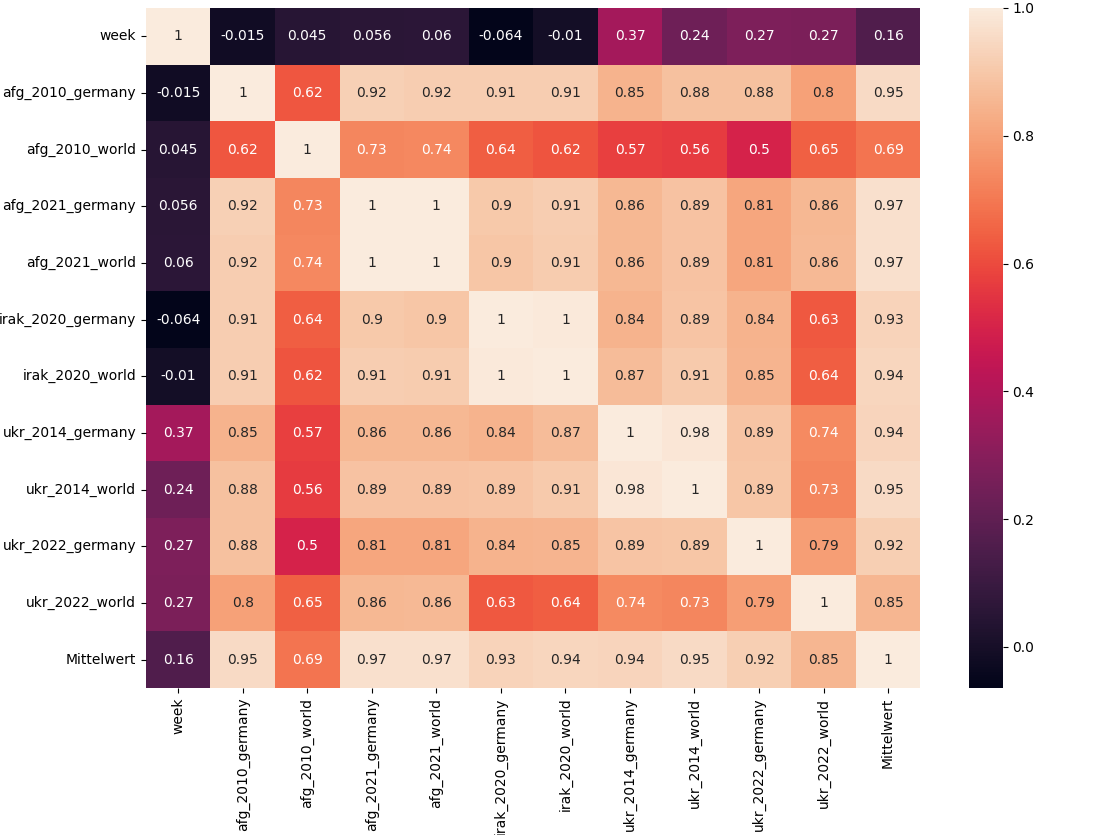 week 1 -0.015 0.045 0.056 0.06 -0.064 -0.01 0.37 0.24 0.27 0.27 0.16
afg_2010_germany -0.015 1 0.62 0.92 0.92 0.91 0.91 0.85 0.88 0.88 0.8 0.95
afg_2010_world 0.045 0.62 1 0.73 0.74 0.64 0.62 0.57 0.56 0.5 0.65 0.69
afg_2021_germany 0.056 0.92 0.73 1 1 0.9 0.91 0.86 0.89 0.81 0.86 0.97
afg_2021_world 0.06 0.92 0.74 1 1 0.9 0.91 0.86 0.89 0.81 0.86 0.97
irak_2020_germany -0.064 0.91 0.64 0.9 0.9 1 1 0.84 0.89 0.84 0.63 0.93
irak_2020_world -0.01 0.91 0.62 0.91 0.91 1 1 0.87 0.91 0.85 0.64 0.94
ukr_2014_germany 0.37 0.85 0.57 0.86 0.86 0.84 0.87 1 0.98 0.89 0.74 0.94
ukr_2014_world 0.24 0.88 0.56 0.89 0.89 0.89 0.91 0.98 1 0.89 0.73 0.95
ukr_2022_germany 0.27 0.88 0.5 0.81 0.81 0.84 0.85 0.89 0.89 1 0.79 0.92
ukr_2022_world 0.27 0.8 0.65 0.86 0.86 0.63 0.64 0.74 0.73 0.79 1 0.85
Mittelwert 0.16 0.95 0.69 0.97 0.97 0.93 0.94 0.94 0.95 0.92 0.85 1
week
afg_2010_germany
afg_2010_world
afg_2021_germany
afg_2021_world
irak_2020_germany
irak_2020_world
ukr_2014_germany
ukr_2014_world
ukr_2022_germany
ukr_2022_world
Mittelwert
1.0
0.8
0.6
0.4
0.2
0.0